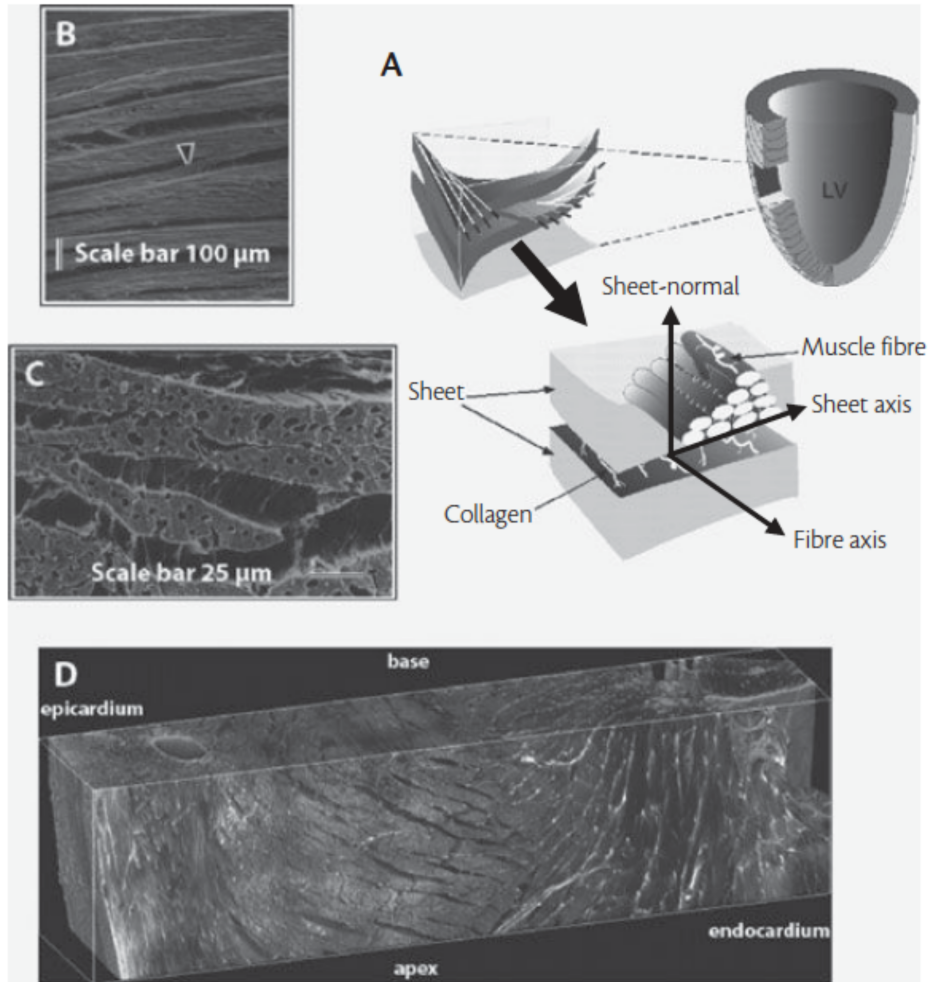 B
Scale bar 100 µm
A
LV
Sheet-normal
Muscle fibre
Sheet
Sheet axis
Collagen
Fibre axis
C
Scale bar 25 µm
D
base
epicardium
endocardium
apex